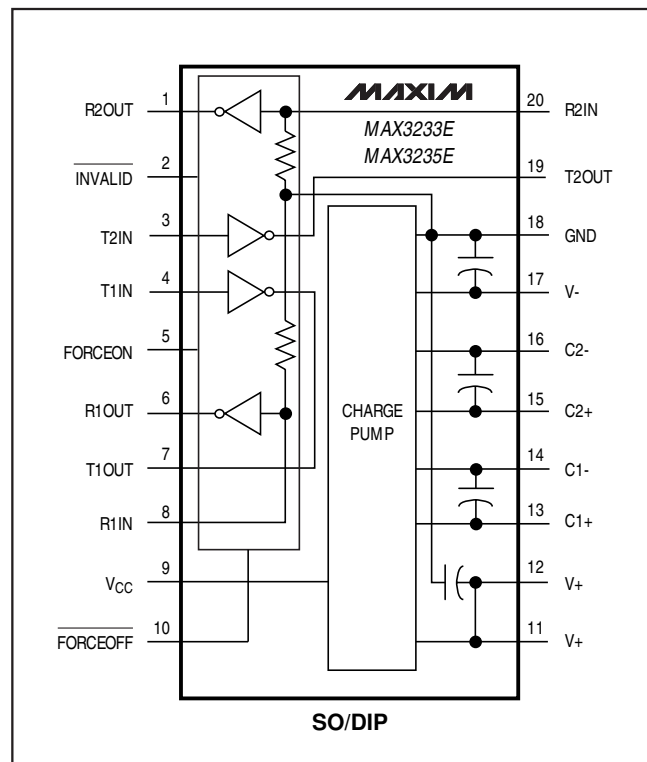 MAXIM
MAX3233E
MAX3235E
1 R2OUT
2 INVALID
3 T2IN
4 T1IN
5 FORCEON
6 R1OUT
7 T1OUT
8 R1IN
9 VCC
10 FORCEOFF
20 R2IN
19 T2OUT
18 GND
17 V-
16 C2-
15 C2+
14 C1-
13 C1+
12 V+
11 V+
CHARGE
PUMP
SO/DIP